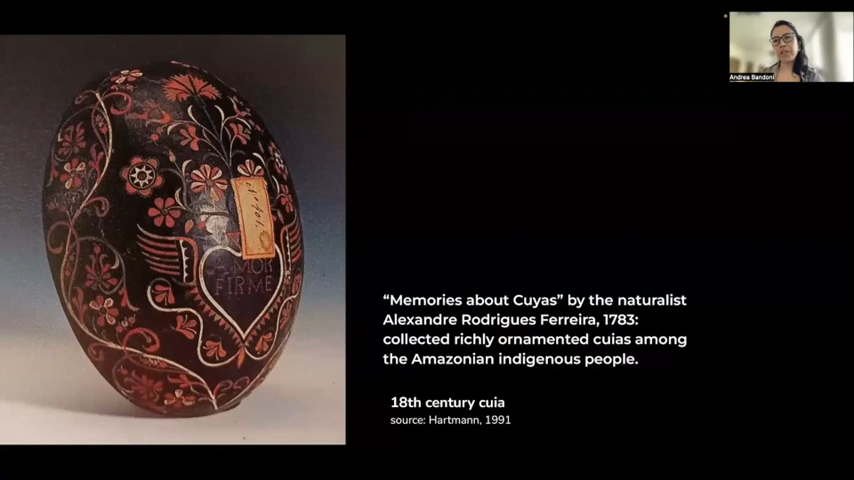 Andrea Bandoni
AMOR
FIRME
“Memories about Cuyas” by the naturalist
Alexandre Rodrigues Ferreira, 1783:
collected richly ornamented cuias among
the Amazonian indigenous people.
18th century cuia
source: Hartmann, 1991